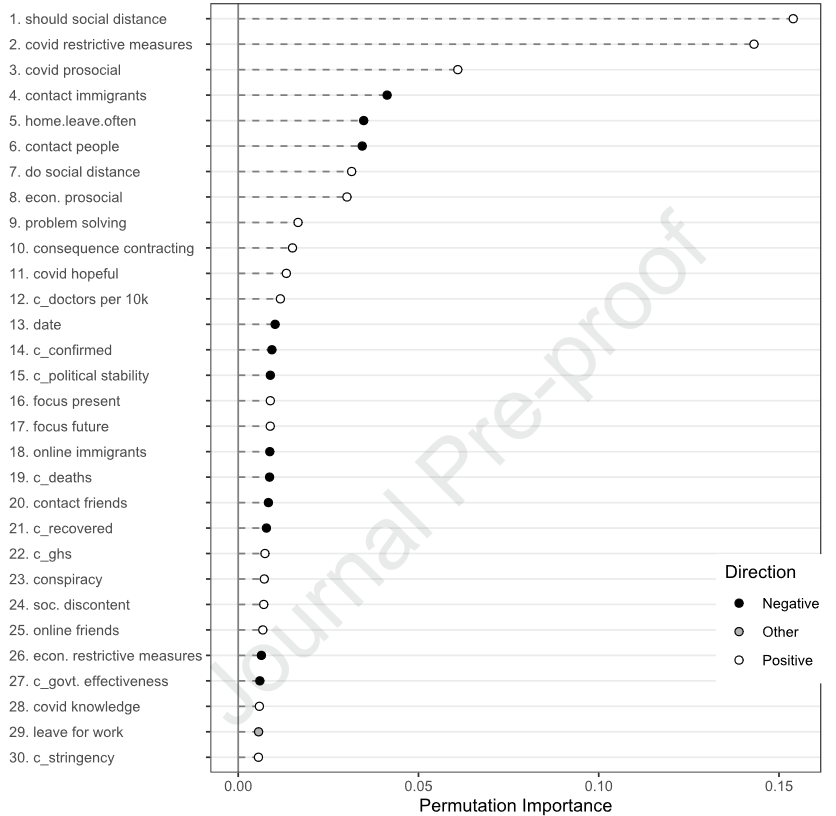 1. should social distance
2. covid restrictive measures
3. covid prosocial
4. contact immigrants
5. home.leave.often
6. contact people
7. do social distance
8. econ. prosocial
9. problem solving
10. consequence contracting
11. covid hopeful
12. c_doctors per 10k
13. date
14. c_confirmed
15. c_political stability
16. focus present
17. focus future
18. online immigrants
19. c_deaths
20. contact friends
21. c_recovered
22. c_ghs
23. conspiracy
24. soc. discontent
25. online friends
26. econ. restrictive measures
27. c_govt. effectiveness
28. covid knowledge
29. leave for work
30. c_stringency
Journal Pre-proof
Direction
Negative
Other
Positive
0.00 0.05 0.10 0.15
Permutation Importance